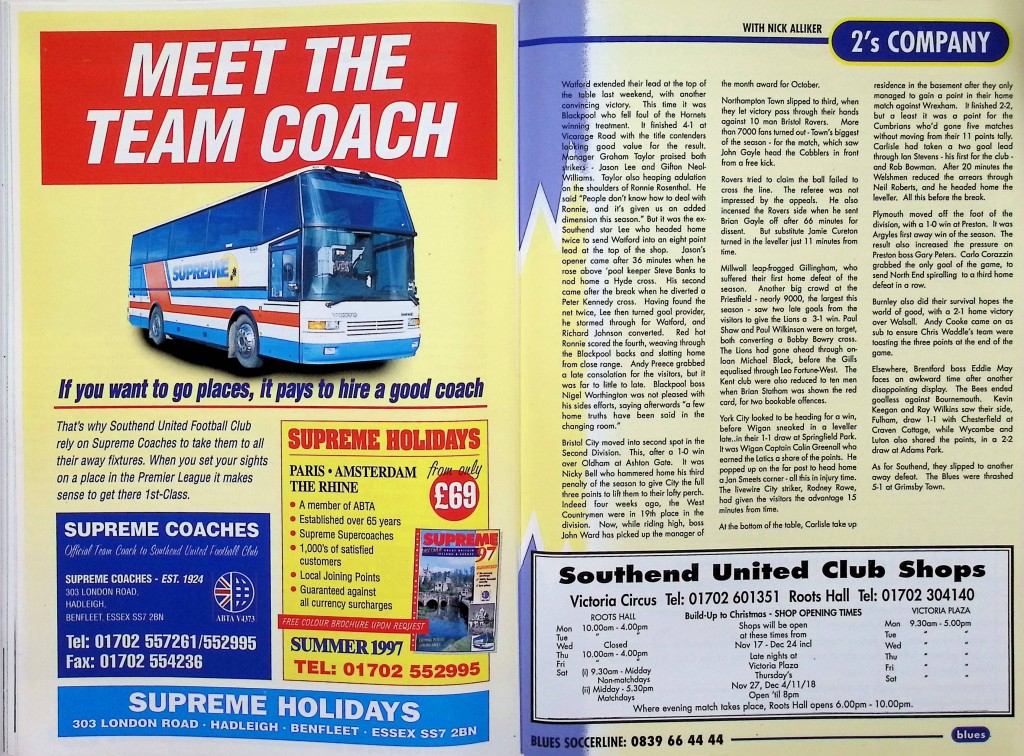 MEET THE
TEAM COACH
SUPREME
VOLVO
If you want to go places, it pays to hire a good coach
That's why Southend United Football Club
rely on Supreme Coaches to take them to all
their away fixtures. When you set your sights
on a place in the Premier League it makes
sense to get there 1st-Class.
SUPREME COACHES
Official Team Coach to Southend United Football Club
SUPREME COACHES - EST. 1924
303 LONDON ROAD,
HADLEIGH,
BENFLEET, ESSEX SS7 2BN
ABTA V4373
Tel: 01702 557261/552995
Fax: 01702 554236
SUPREME HOLIDAYS
PARIS • AMSTERDAM
THE RHINE
from only
£69
• A member of ABTA
• Established over 65 years
• Supreme Supercoaches
• 1,000's of satisfied
customers
• Local Joining Points
• Guaranteed against
all currency surcharges
SUPREME
97
FREE COLOUR BROCHURE UPON REQUEST
SUMMER 1997
TEL: 01702 552995
SUPREME HOLIDAYS
303 LONDON ROAD · HADLEIGH · BENFLEET · ESSEX SS7 2BN
WITH NICK ALLIKER
2's COMPANY
Watford extended their lead at the top of
the table last weekend, with another
convincing victory. This time it was
Blackpool who fell foul of the Hornets
winning treatment. It finished 4-1 at
Vicarage Road with the title contenders
looking good value for the result.
Manager Graham Taylor praised both
strikers - Jason Lee and Gifton Neol-
Williams. Taylor also heaping adulation
on the shoulders of Ronnie Rosenthal. He
said "People don't know how to deal with
Ronnie, and it's given us an added
dimension this season." But it was the ex-
Southend star Lee who headed home
twice to send Watford into an eight point
lead at the top of the shop. Jason's
opener came after 36 minutes when he
rose above 'pool keeper Steve Banks to
nod home a Hyde cross. His second
came after the break when he diverted a
Peter Kennedy cross. Having found the
net twice, Lee then turned goal provider,
he stormed through for Watford, and
Richard Johnson converted. Red hot
Ronnie scored the fourth, weaving through
the Blackpool backs and slotting home
from close range. Andy Preece grabbed
a late consolation for the visitors, but it
was far to little to late. Blackpool boss
Nigel Worthington was not pleased with
his sides efforts, saying afterwards "a few
home truths have been said in the
changing room."
Bristol City moved into second spot in the
Second Division. This, after a 1-0 win
over Oldham at Ashton Gate. It was
Nicky Bell who hammered home his third
penalty of the season to give City the full
three points to lift them to their lofty perch.
Indeed four weeks ago, the West
Countrymen were in 19th place in the
division. Now, while riding high, boss
John Ward has picked up the manager of
the month award for October.
Northampton Town slipped to third, when
they let victory pass through their hands
against 10 man Bristol Rovers. More
than 7000 fans turned out - Town's biggest
of the season - for the match, which saw
John Gayle head the Cobblers in front
from a free kick.
Rovers tried to claim the ball failed to
cross the line. The referee was not
impressed by the appeals. He also
incensed the Rovers side when he sent
Brian Gayle off after 66 minutes for
dissent. But substitute Jamie Cureton
turned in the leveller just 11 minutes from
time.
Millwall leap-frogged Gillingham, who
suffered their first home defeat of the
season. Another big crowd at the
Priestfield - nearly 9000, the largest this
season - saw two late goals from the
visitors to give the Lions a 3-1 win. Paul
Shaw and Paul Wilkinson were on target,
both converting a Bobby Bowry cross.
The Lions had gone ahead through on-
loan Michael Black, before the Gills
equalised through Leo Fortune-West. The
Kent club were also reduced to ten men
when Brian Statham was shown the red
card, for two bookable offences.
York City looked to be heading for a win,
before Wigan sneaked in a leveller
late..in their 1-1 draw at Springfield Park.
It was Wigan Captain Colin Greenall who
earned the Latics a share of the points. He
popped up on the far post to head home
a Jan Smeets corner - all this in injury time.
The livewire City striker, Rodney Rowe,
had given the visitors the advantage 15
minutes from time.
At the bottom of the table, Carlisle take up
residence in the basement after they only
managed to gain a point in their home
match against Wrexham. It finished 2-2,
but a least it was a point for the
Cumbrians who'd gone five matches
without moving from their 11 points tally.
Carlisle had taken a two goal lead
through Ian Stevens - his first for the club -
and Rob Bowman. After 20 minutes the
Welshmen reduced the arrears through
Neil Roberts, and he headed home the
leveller. All this before the break.
Plymouth moved off the foot of the
division, with a 1-0 win at Preston. It was
Argyles first away win of the season. The
result also increased the pressure on
Preston boss Gary Peters. Carlo Corazzin
grabbed the only goal of the game, to
send North End spiralling to a third home
defeat in a row.
Burnley also did their survival hopes the
world of good, with a 2-1 home victory
over Walsall. Andy Cooke came on as
sub to ensure Chris Waddle's team were
toasting the three points at the end of the
game.
Elsewhere, Brentford boss Eddie May
faces an awkward time after another
disappointing display. The Bees ended
goalless against Bournemouth. Kevin
Keegan and Ray Wilkins saw their side,
Fulham, draw 1-1 with Chesterfield at
Craven Cottage, while Wycombe and
Luton also shared the points, in a 2-2
draw at Adams Park.
As for Southend, they slipped to another
away defeat. The Blues were thrashed
5-1 at Grimsby Town.
Southend United Club Shops
Victoria Circus Tel: 01702 601351 Roots Hall Tel: 01702 304140
Build-Up to Christmas - SHOP OPENING TIMES
ROOTS HALL
Mon 10.00am - 4.00pm
Tue "
Wed Closed
Thu 10.00am - 4.00pm
Fri " "
Sat (i) 9.30am - Midday
Non-matchdays
(ii) Midday - 5.30pm
Matchdays
Shops will be open
at these times from
Nov 17 - Dec 24 incl
Late nights at
Victoria Plaza
Thursday's
Nov 27, Dec 4/11/18
Open 'til 8pm
VICTORIA PLAZA
Mon 9.30am - 5.00pm
Tue " "
Wed " "
Thu " "
Fri " "
Sat " "
Where evening match takes place, Roots Hall opens 6.00pm - 10.00pm.
BLUES SOCCERLINE: 0839 66 44 44
blues